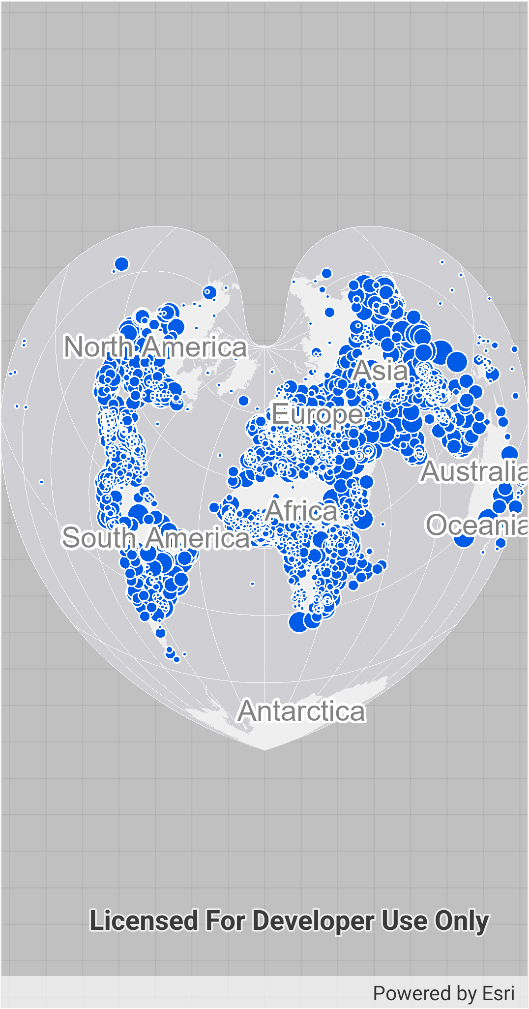 North America
Asia
Europe
Australia
Africa
Oceania
South America
Antarctica
Licensed For Developer Use Only
Powered by Esri